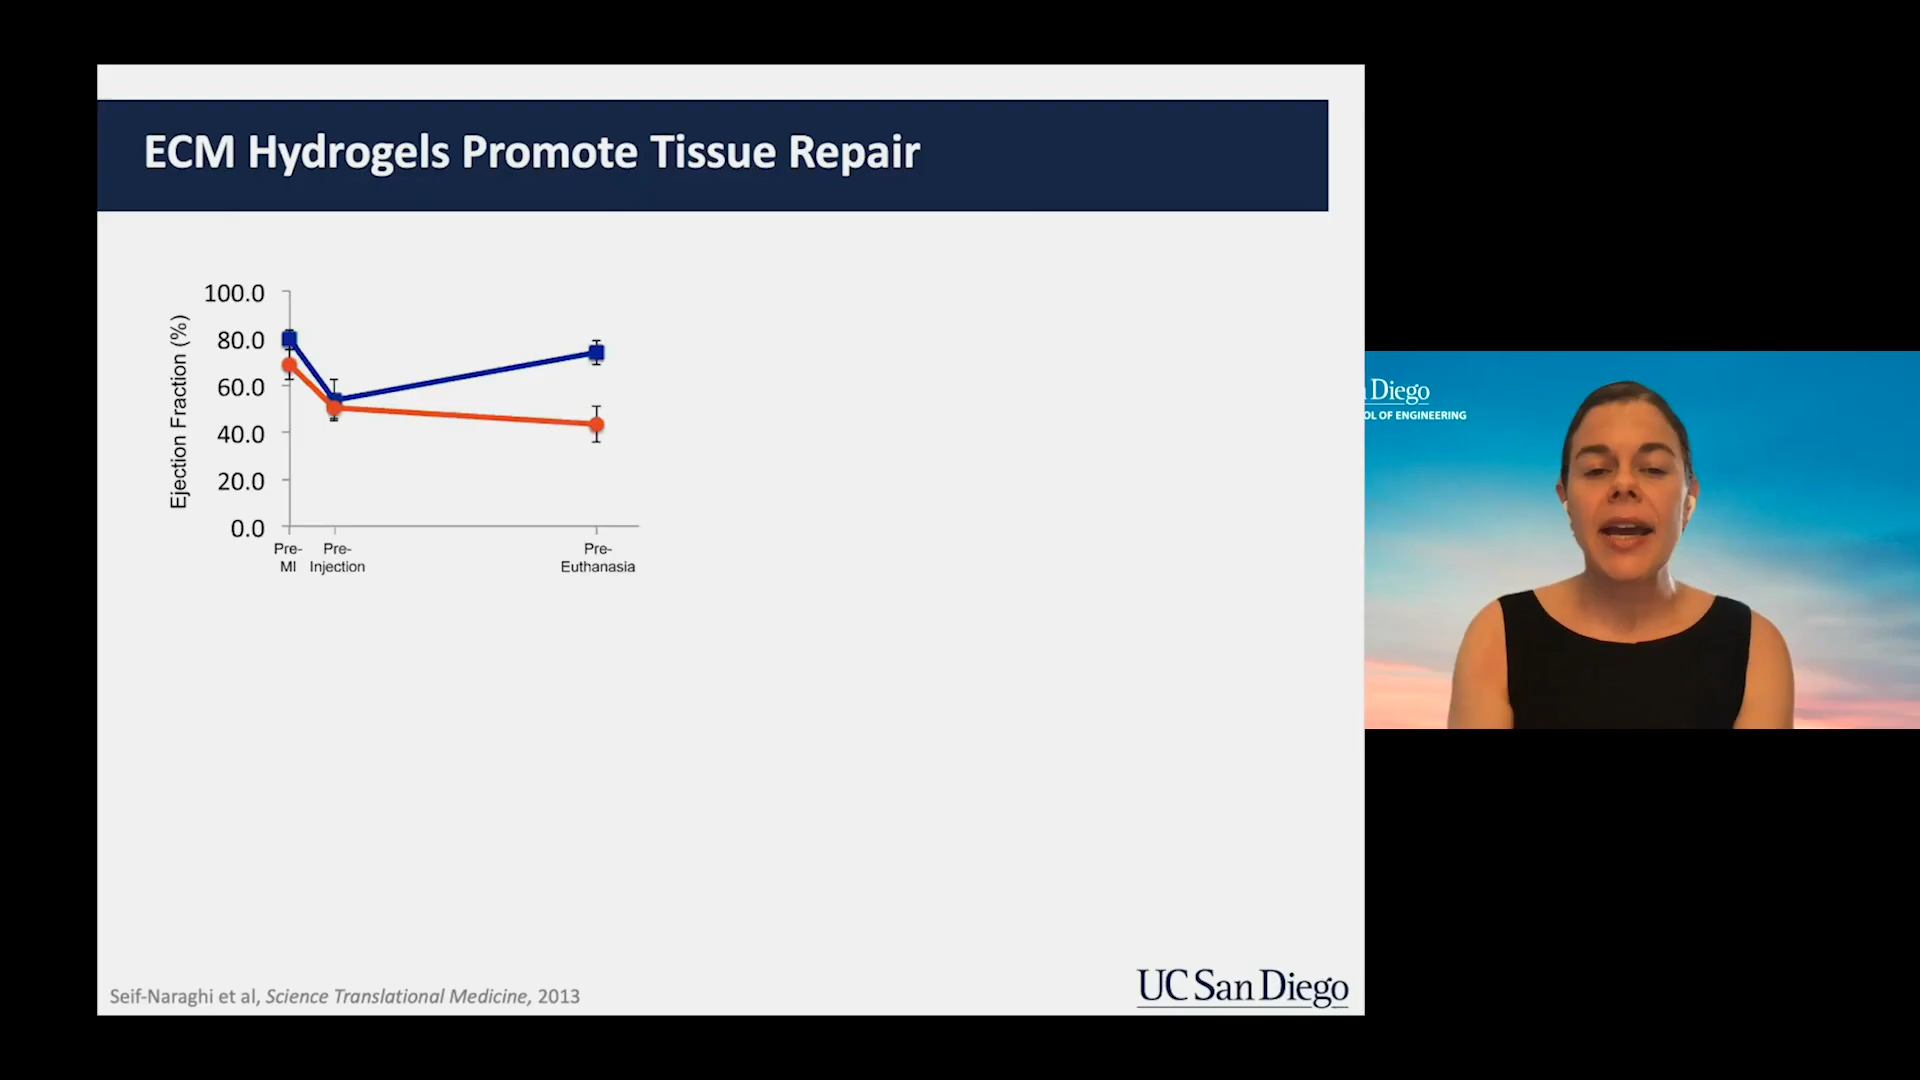 ECM Hydrogels Promote Tissue Repair
Ejection Fraction (%)
100.0
80.0
60.0
40.0
20.0
0.0
Pre-
MI
Pre-
Injection
Pre-
Euthanasia
Seif-Naraghi et al, Science Translational Medicine, 2013
UC San Diego
Diego
OL OF ENGINEERING